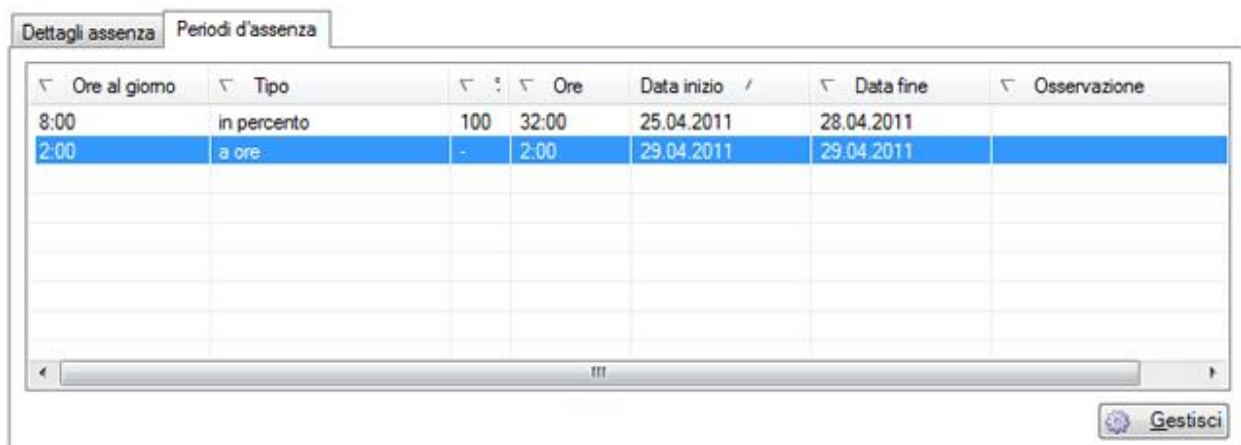 Dettagli assenza Periodi d'assenza
Ore al giorno Tipo Ore Data inizio Data fine Osservazione
8:00 in percento 100 32:00 25.04.2011 28.04.2011
2:00 a ore - 2:00 29.04.2011 29.04.2011
Gestisci